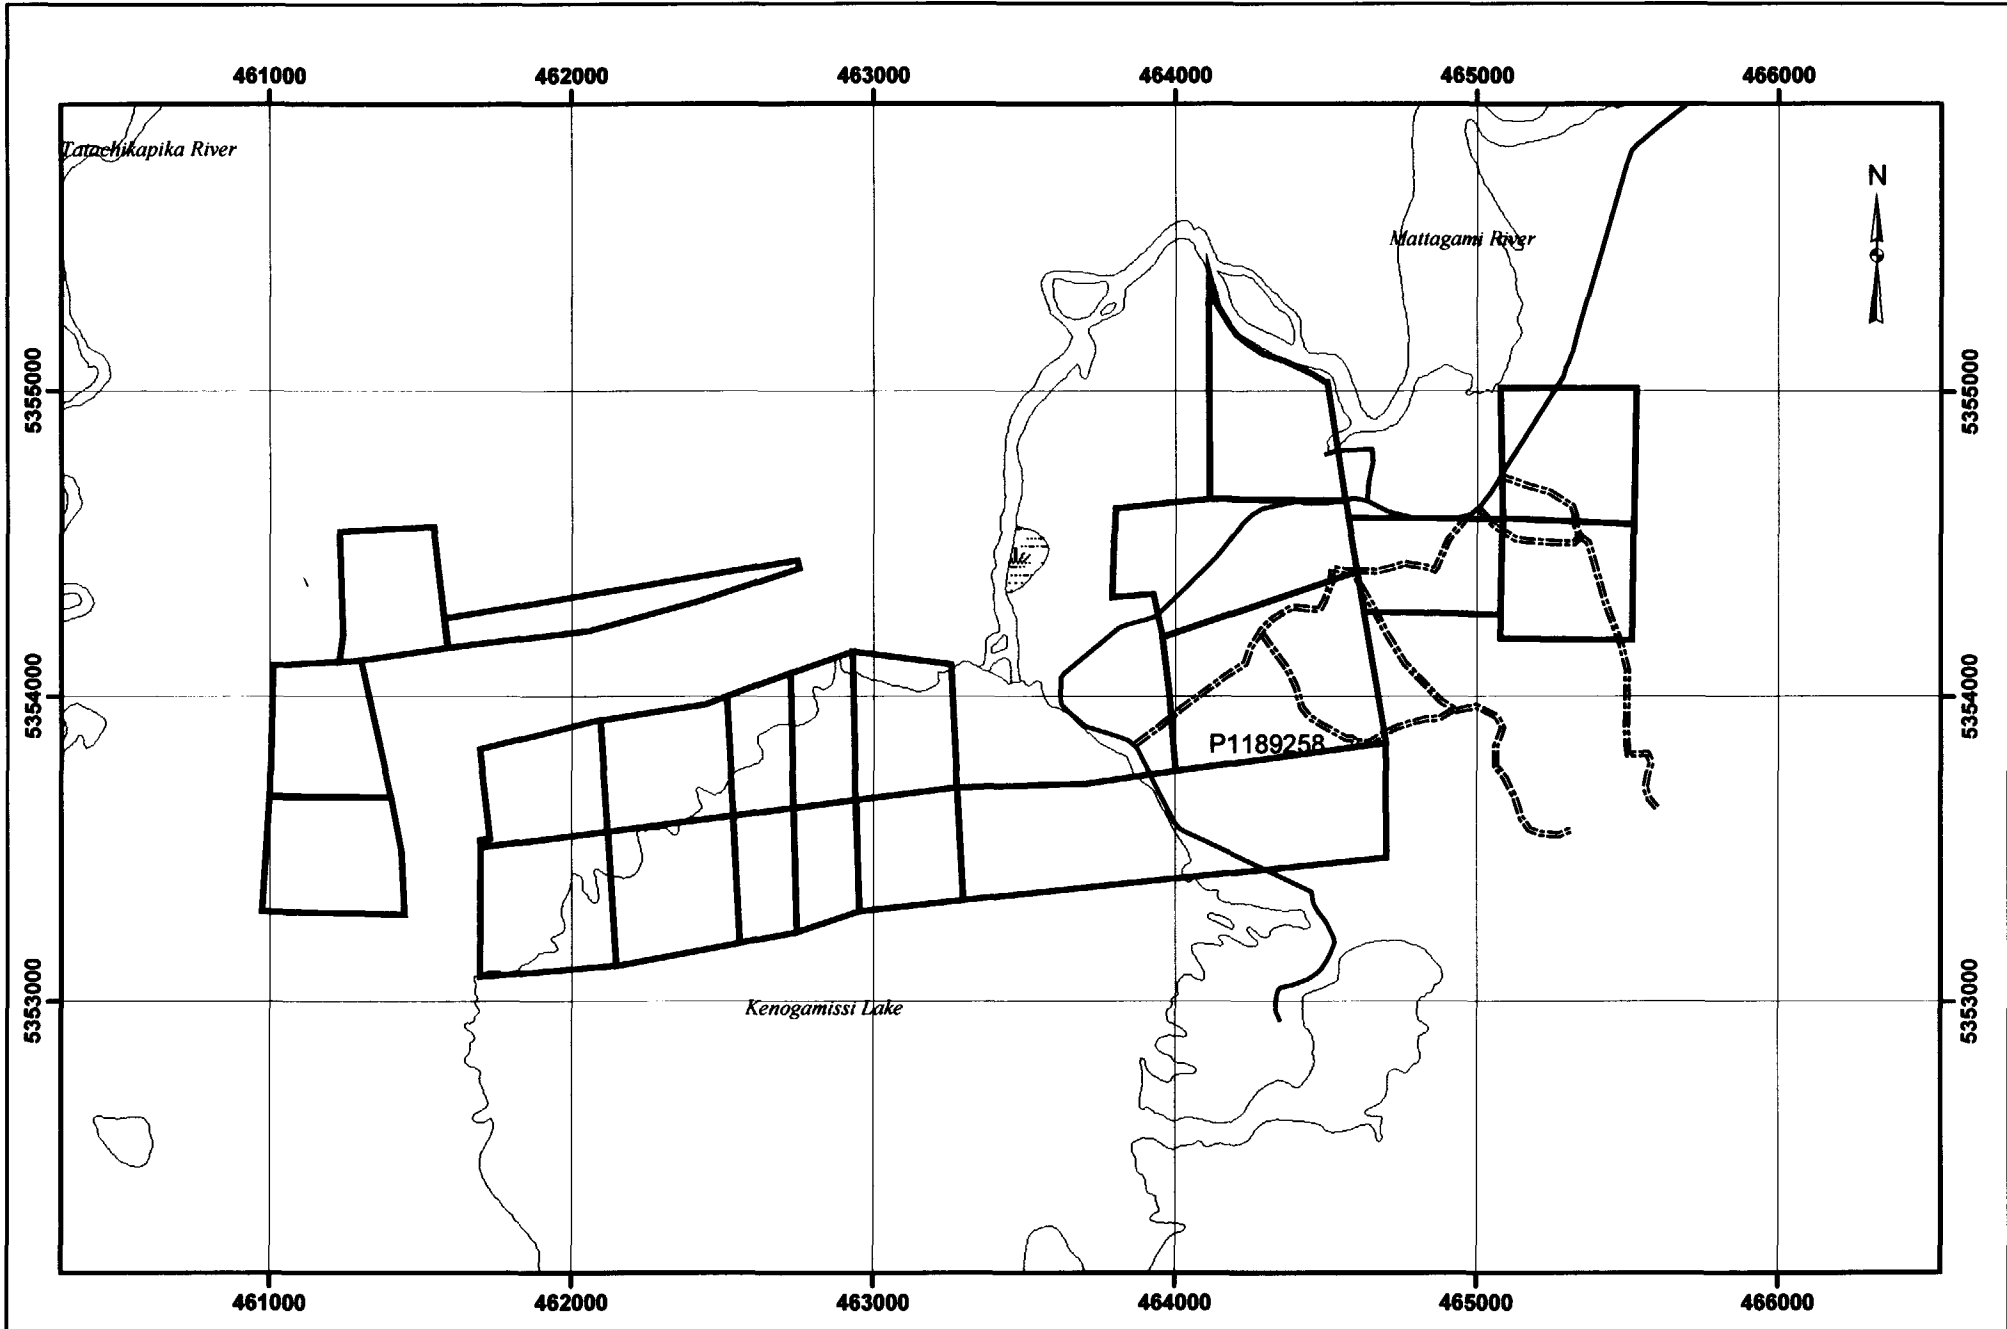 461000 462000 463000 464000 465000 466000
Tatachikapika River
N
Mattagami River
5355000 5355000
5354000 5354000
P1189258
5353000 5353000
Kenogamissi Lake
461000 462000 463000 464000 465000 466000